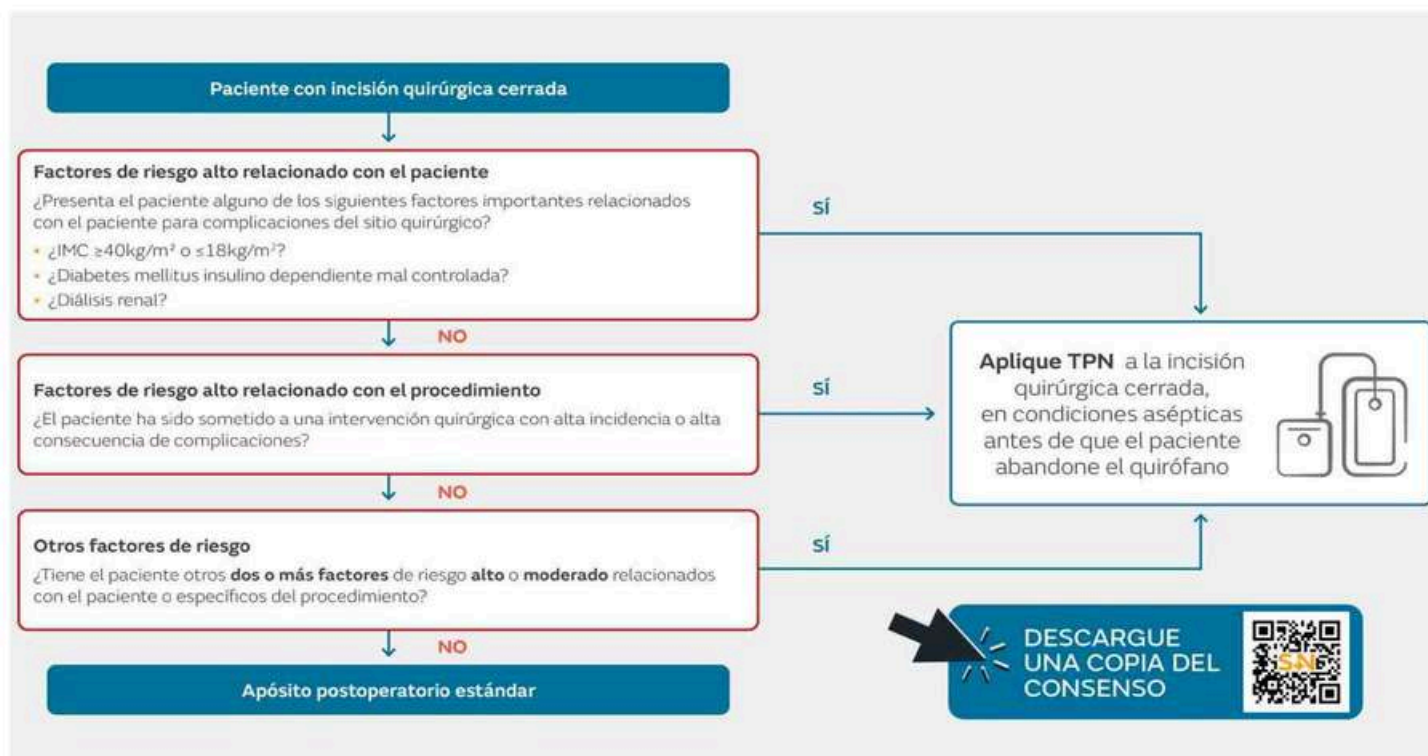 Paciente con incisión quirúrgica cerrada
Factores de riesgo alto relacionado con el paciente
¿Presenta el paciente alguno de los siguientes factores importantes relacionados
con el paciente para complicaciones del sitio quirúrgico?
• ¿IMC ≥40kg/m² o ≤18kg/m²?
• ¿Diabetes mellitus insulino dependiente mal controlada?
• ¿Diálisis renal?
SÍ
NO
Factores de riesgo alto relacionado con el procedimiento
¿El paciente ha sido sometido a una intervención quirúrgica con alta incidencia o alta
consecuencia de complicaciones?
SÍ
Aplique TPN a la incisión
quirúrgica cerrada,
en condiciones asépticas
antes de que el paciente
abandone el quirófano
NO
Otros factores de riesgo
¿Tiene el paciente otros dos o más factores de riesgo alto o moderado relacionados
con el paciente o específicos del procedimiento?
SÍ
NO
Apósito postoperatorio estándar
DESCARGUE
UNA COPIA DEL
CONSENSO
S+N